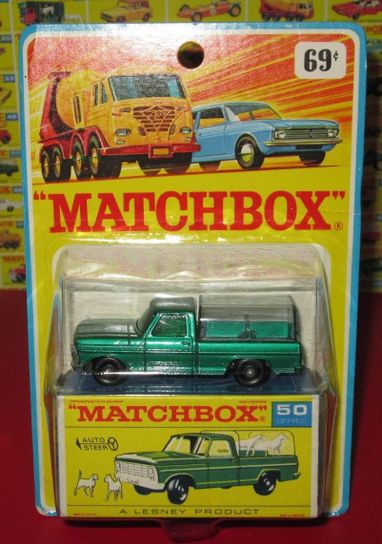 69¢
"MATCHBOX"®
"MATCHBOX"
50
AUTO
STEER
A LESNEY PRODUCT